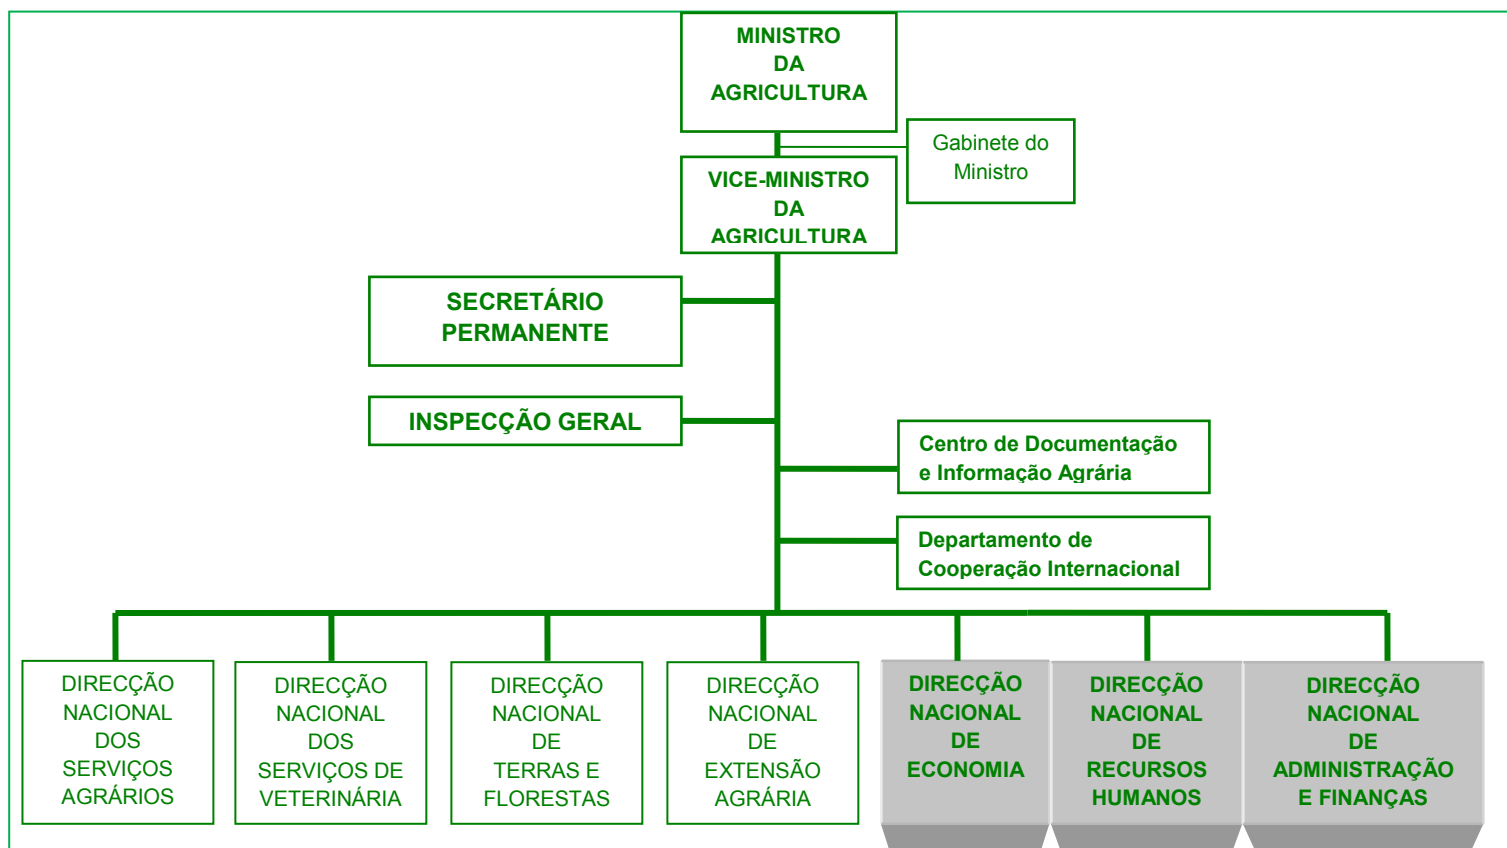 MINISTRO
DA
AGRICULTURA
Gabinete do
Ministro
VICE-MINISTRO
DA
AGRICULTURA
SECRETÁRIO
PERMANENTE
INSPECÇÃO GERAL
Centro de Documentação
e Informação Agrária
Departamento de
Cooperação Internacional
DIRECÇÃO
NACIONAL
DOS
SERVIÇOS
AGRÁRIOS
DIRECÇÃO
NACIONAL
DOS
SERVIÇOS DE
VETERINÁRIA
DIRECÇÃO
NACIONAL
DE
TERRAS E
FLORESTAS
DIRECÇÃO
NACIONAL
DE
EXTENSÃO
AGRÁRIA
DIRECÇÃO
NACIONAL
DE
ECONOMIA
DIRECÇÃO
NACIONAL
DE
RECURSOS
HUMANOS
DIRECÇÃO
NACIONAL
DE
ADMINISTRAÇÃO
E FINANÇAS